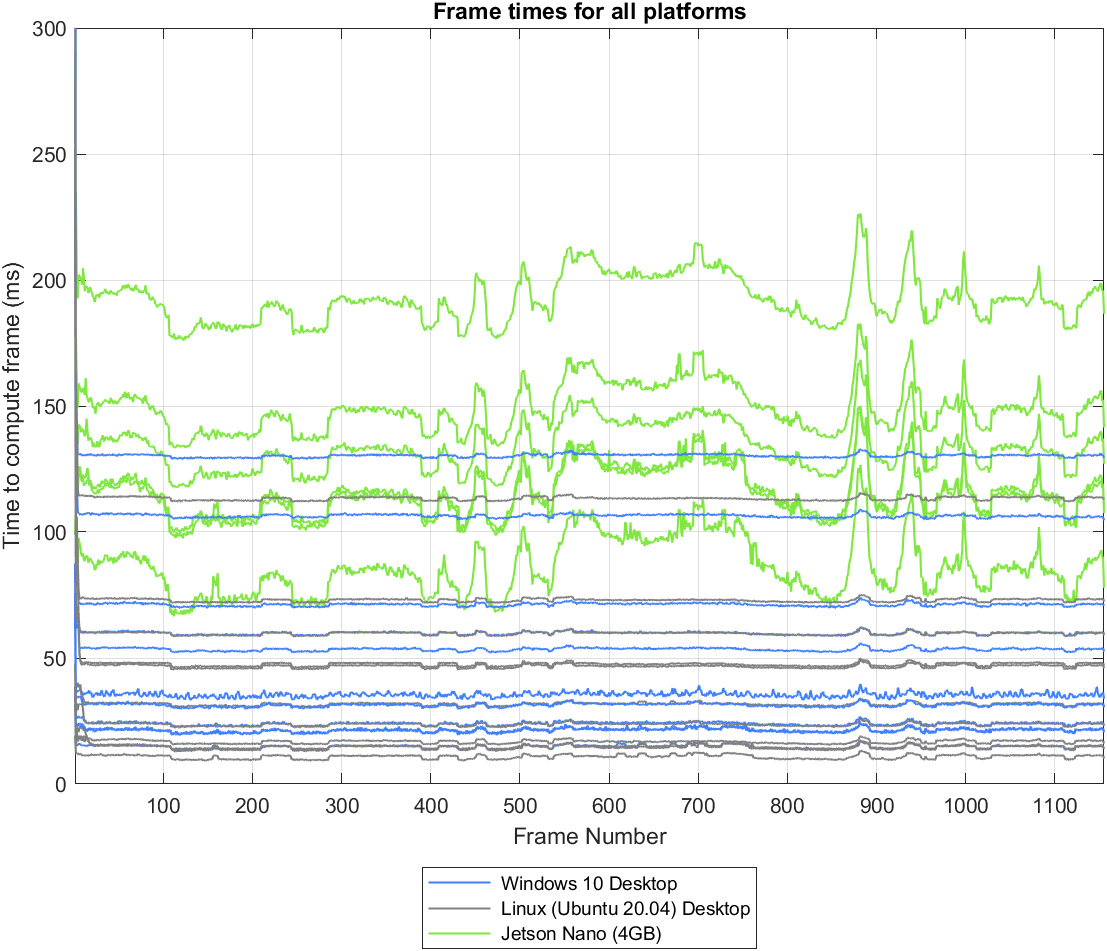 Frame times for all platforms
Time to compute frame (ms)
300
250
200
150
100
50
0
100 200 300 400 500 600 700 800 900 1000 1100
Frame Number
Windows 10 Desktop
Linux (Ubuntu 20.04) Desktop
Jetson Nano (4GB)